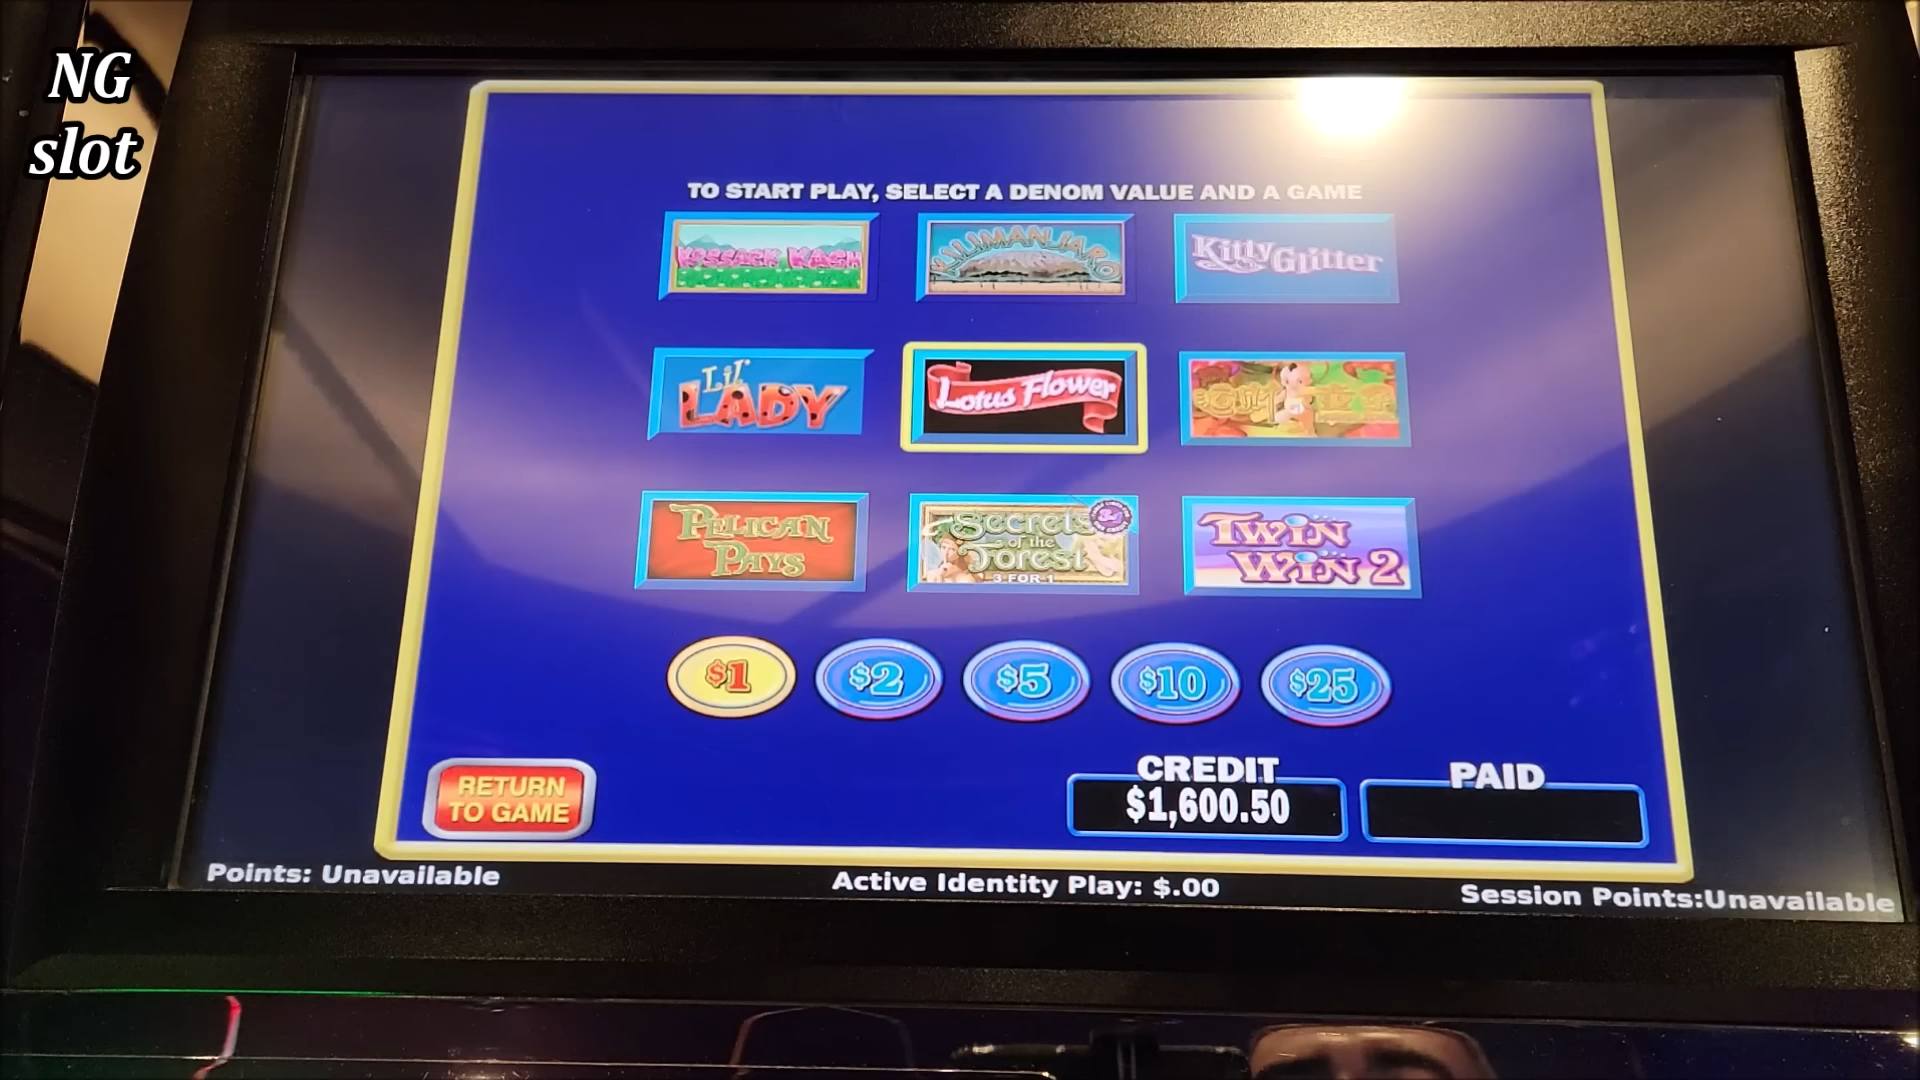 NG
slot
TO START PLAY, SELECT A DENOM VALUE AND A GAME
KISSACK KASH
KILIMANJARO
Kitty Glitter
Lil'
LADY
Lotus Flower
PELICAN
PAYS
Secrets
of the
Forest
3 FOR 1
TWIN
WIN 2
$1
$2
$5
$10
$25
RETURN
TO GAME
CREDIT
$1,600.50
PAID
Points: Unavailable
Active Identity Play: $.00
Session Points:Unavailable